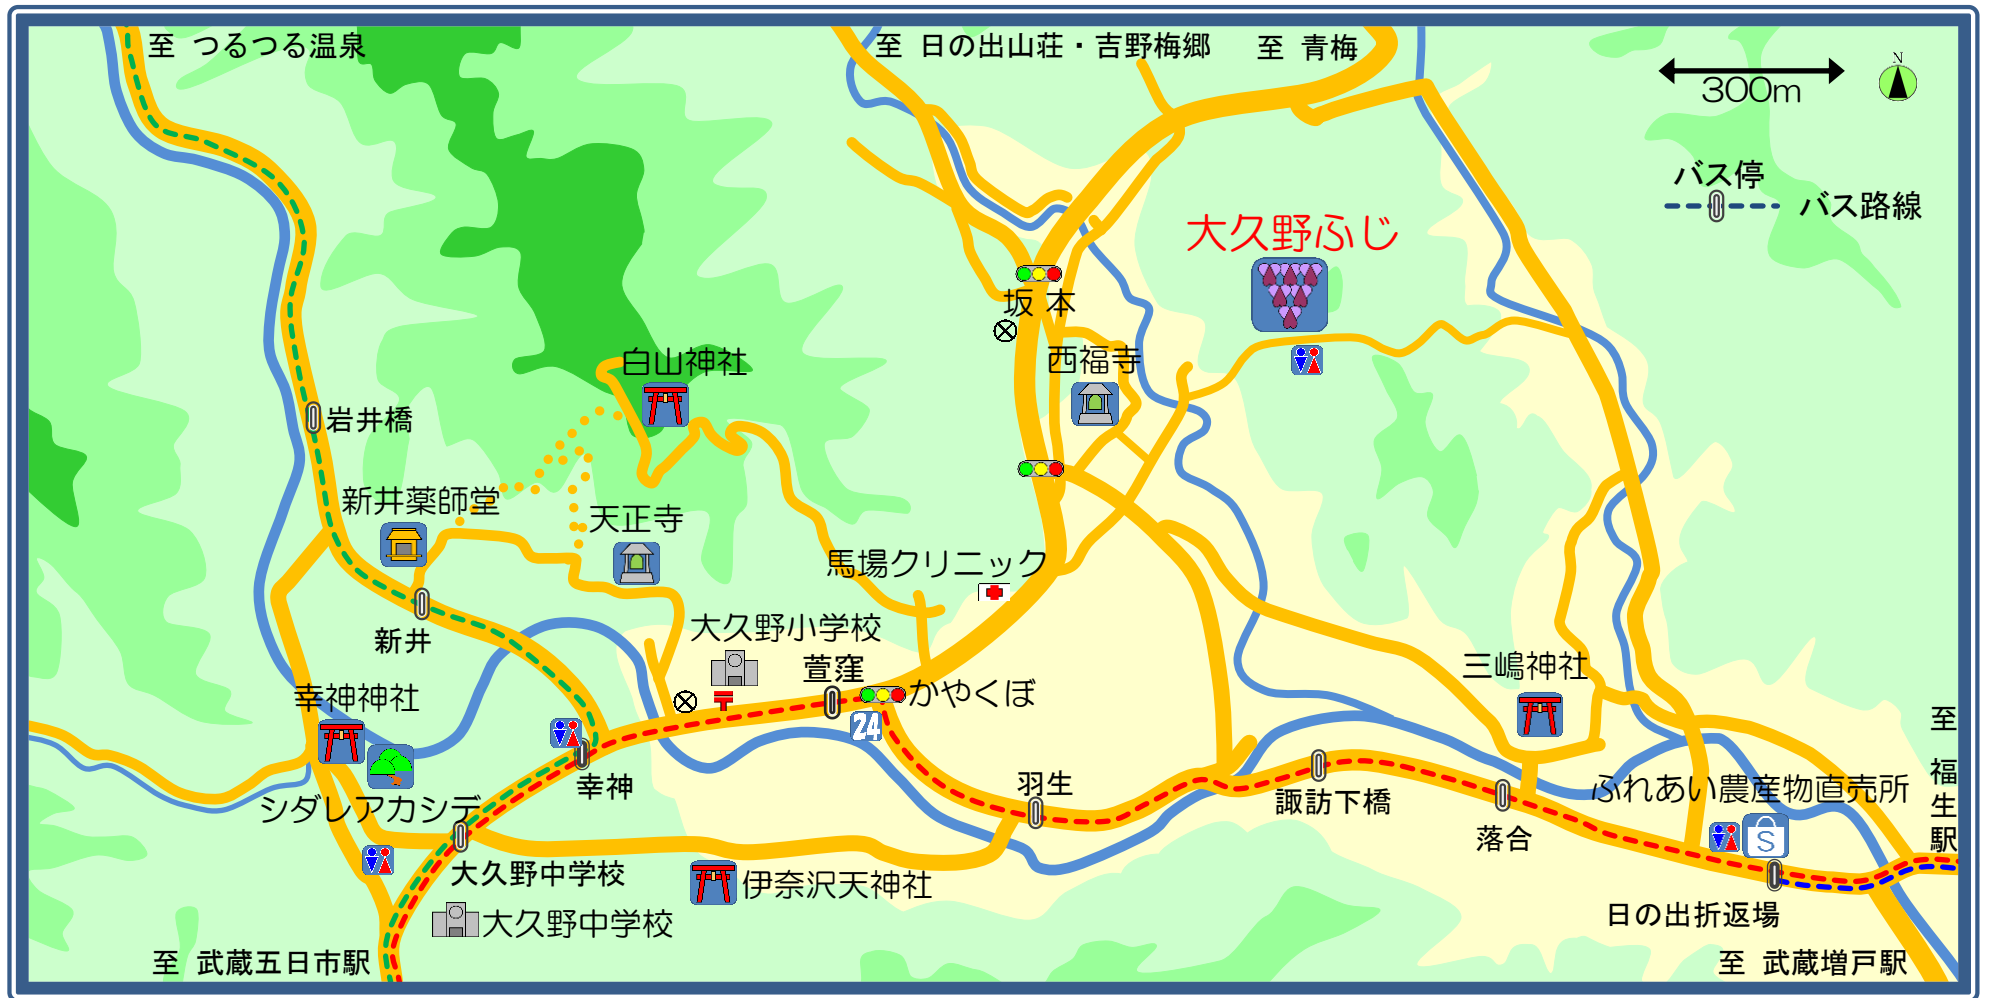 至 つるつる温泉
至 日の出山荘・吉野梅郷
至 青梅
N
300m
バス停
バス路線
大久野ふじ
坂本
西福寺
白山神社
岩井橋
新井薬師堂
天正寺
馬場クリニック
新井
大久野小学校
萱窪
かやくぼ
24
三嶋神社
幸神神社
シダレアカシデ
幸神
羽生
諏訪下橋
落合
ふれあい農産物直売所
S
至 福生駅
大久野中学校
大久野中学校
伊奈沢天神社
日の出折返場
至 武蔵五日市駅
至 武蔵増戸駅